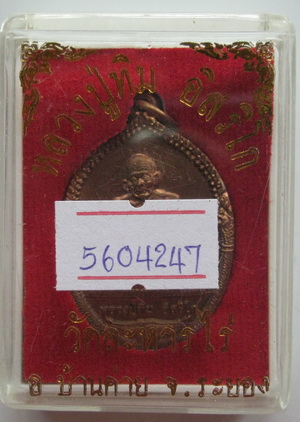 หลวงปู่ทิม อิสริโก
5604247
วัดละหารไร่
อ.บ้านค่าย จ.ระยอง